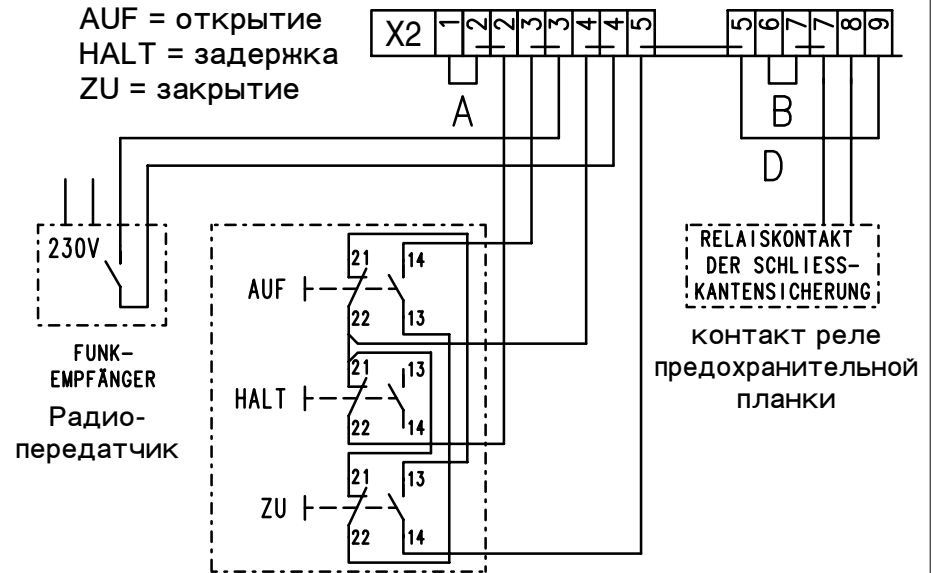 AUF = открытие
HALT = задержка
ZU = закрытие
X2 1 2 2 3 3 4 4 5 5 6 7 7 8 9
A
B
D
230V
FUNK-
EMPFÄNGER
Радио-
передатчик
21 14
AUF
22 13
21 13
HALT
22 14
21 13
ZU
22 14
RELAISKONTAKT
DER SCHLIESS-
KANTENSICHERUNG
контакт реле
предохранительной
планки